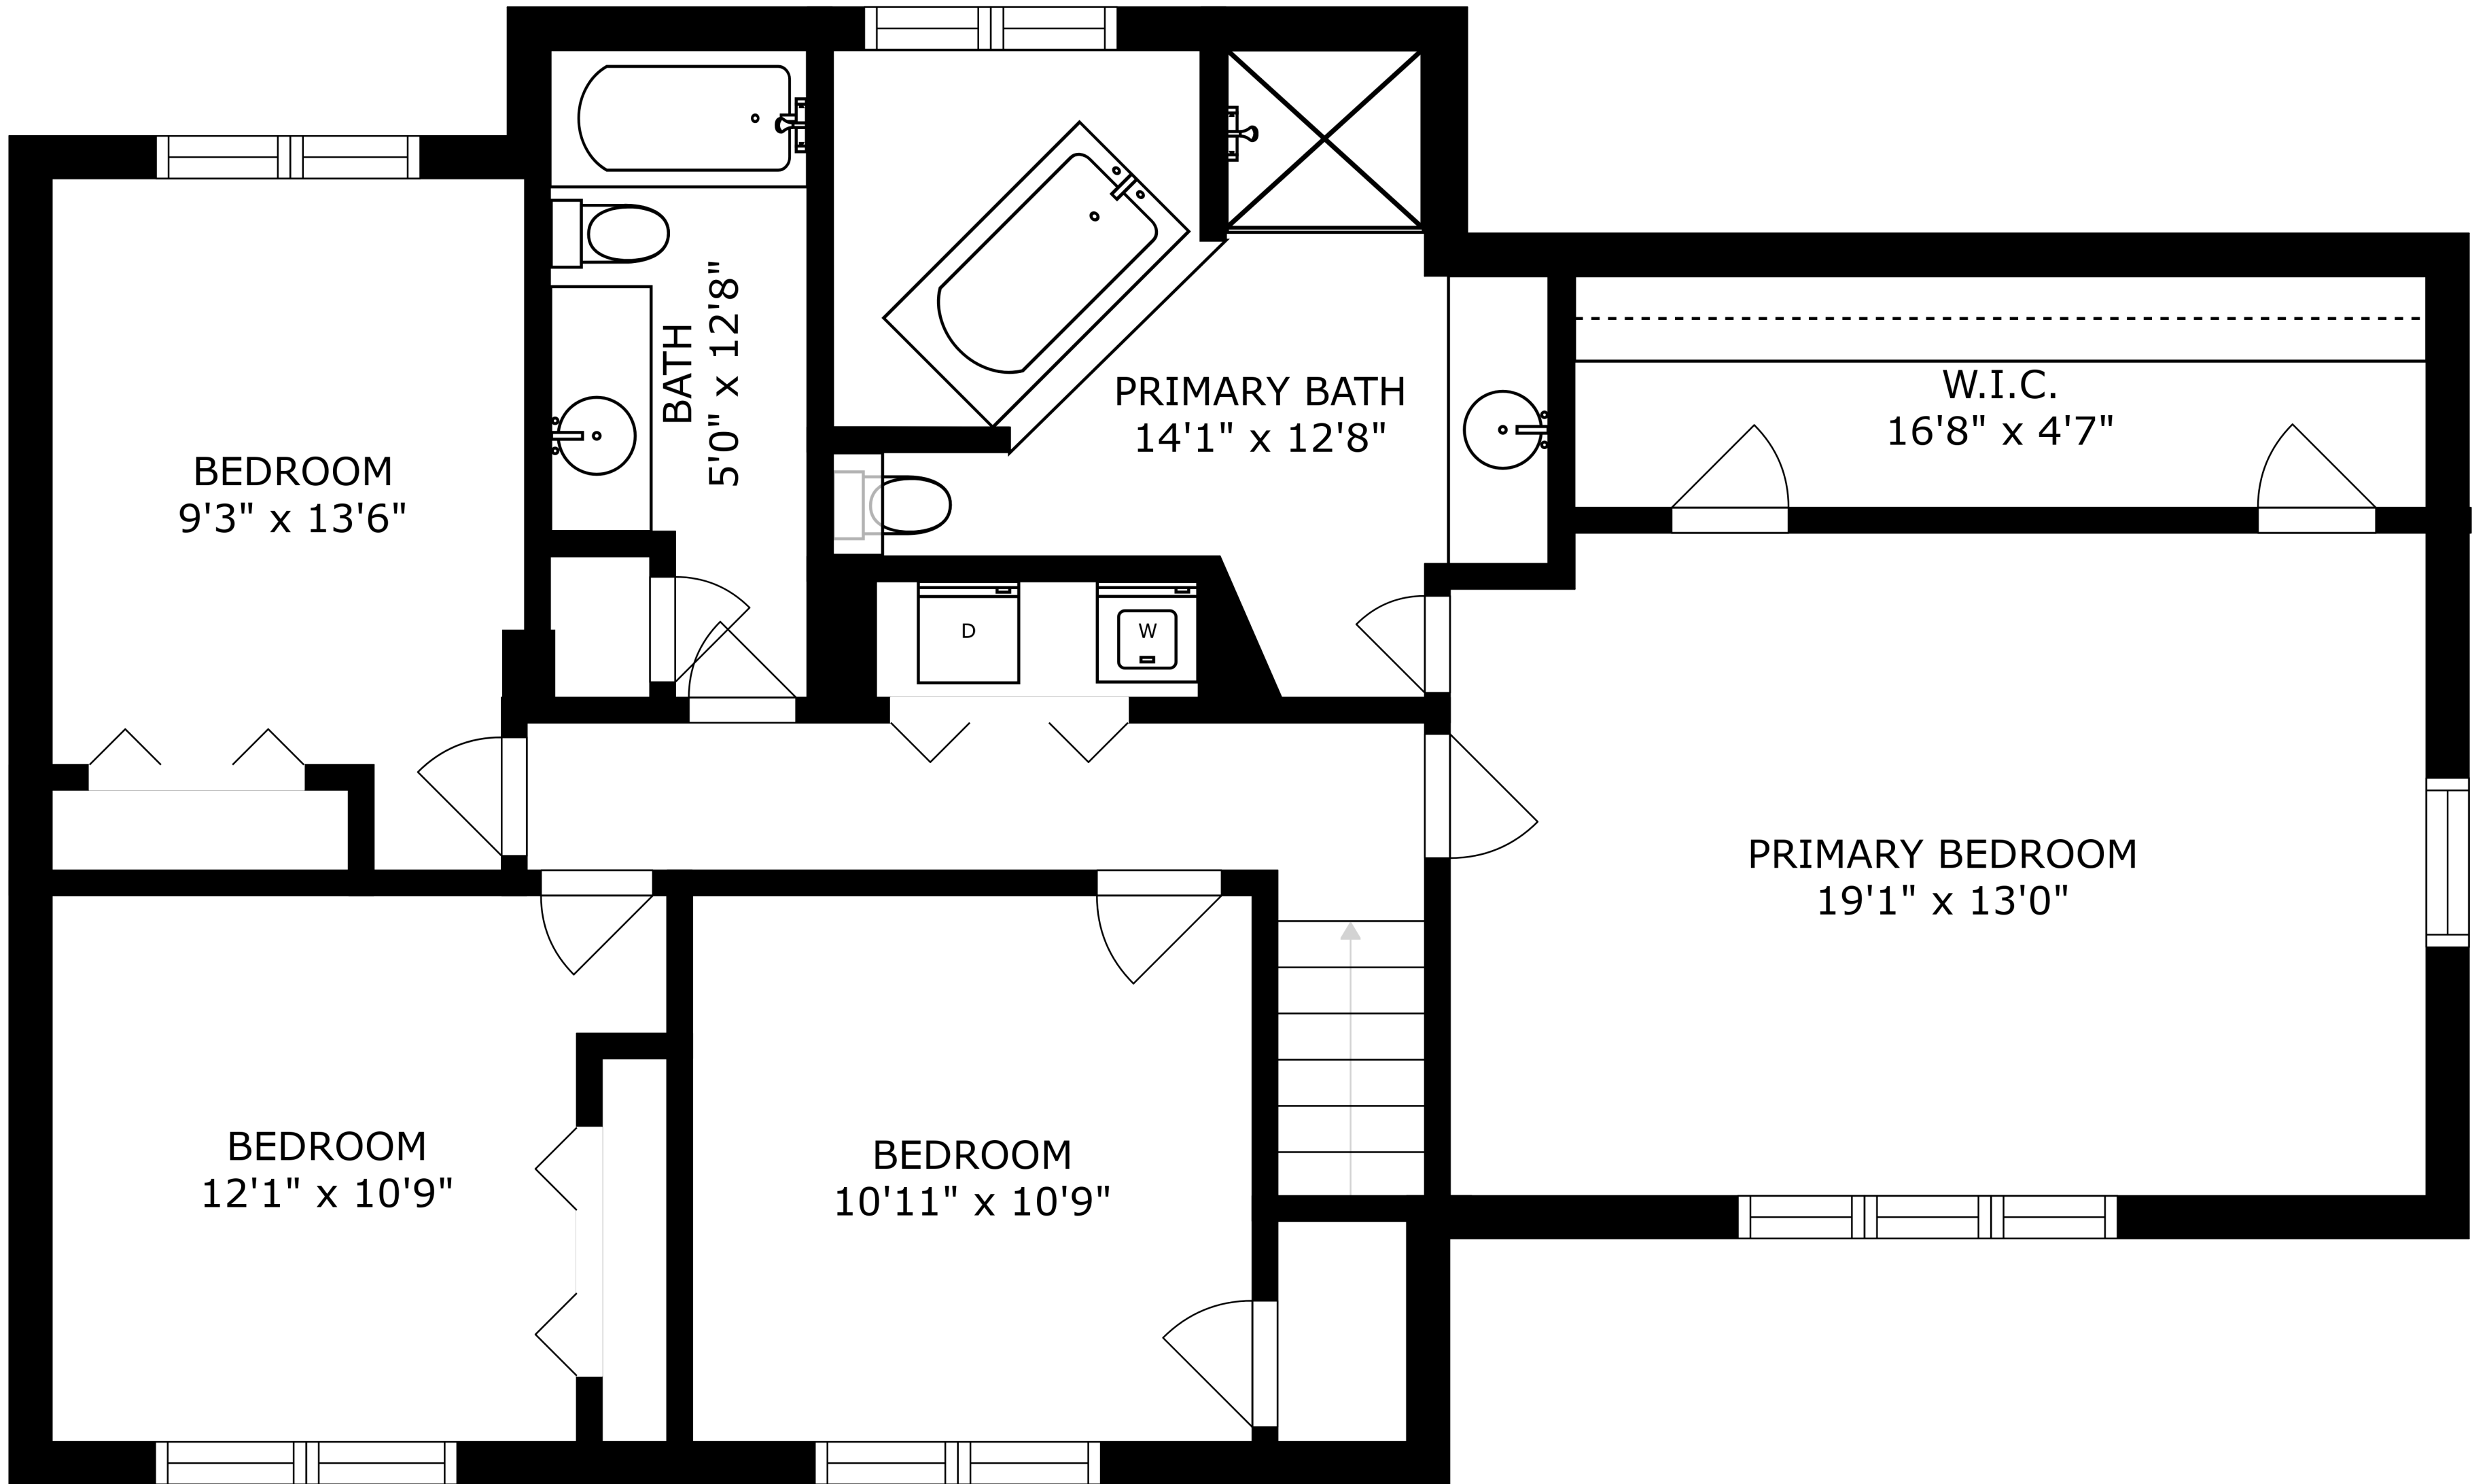 BATH
5'0" x 12'8"
PRIMARY BATH
14'1" x 12'8"
W.I.C.
16'8" x 4'7"
BEDROOM
9'3" x 13'6"
D
W
PRIMARY BEDROOM
19'1" x 13'0"
BEDROOM
12'1" x 10'9"
BEDROOM
10'11" x 10'9"